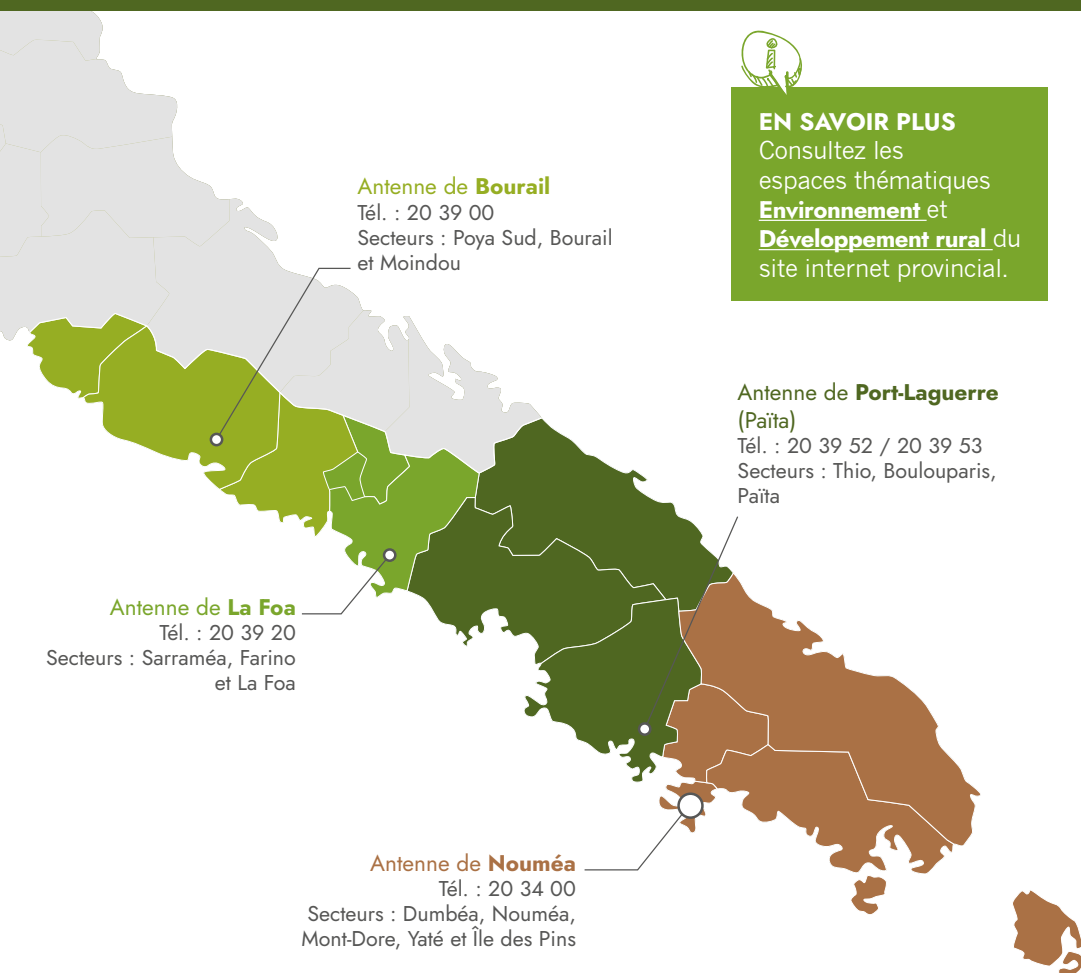 EN SAVOIR PLUS
Consultez les
espaces thématiques
Environnement et
Développement rural du
site internet provincial.
Antenne de Bourail
Tél. : 20 39 00
Secteurs : Poya Sud, Bourail
et Moindou
Antenne de Port-Laguerre
(Païta)
Tél. : 20 39 52 / 20 39 53
Secteurs : Thio, Boulouparis,
Païta
Antenne de La Foa
Tél. : 20 39 20
Secteurs : Sarraméa, Farino
et La Foa
Antenne de Nouméa
Tél. : 20 34 00
Secteurs : Dumbéa, Nouméa,
Mont-Dore, Yaté et Île des Pins